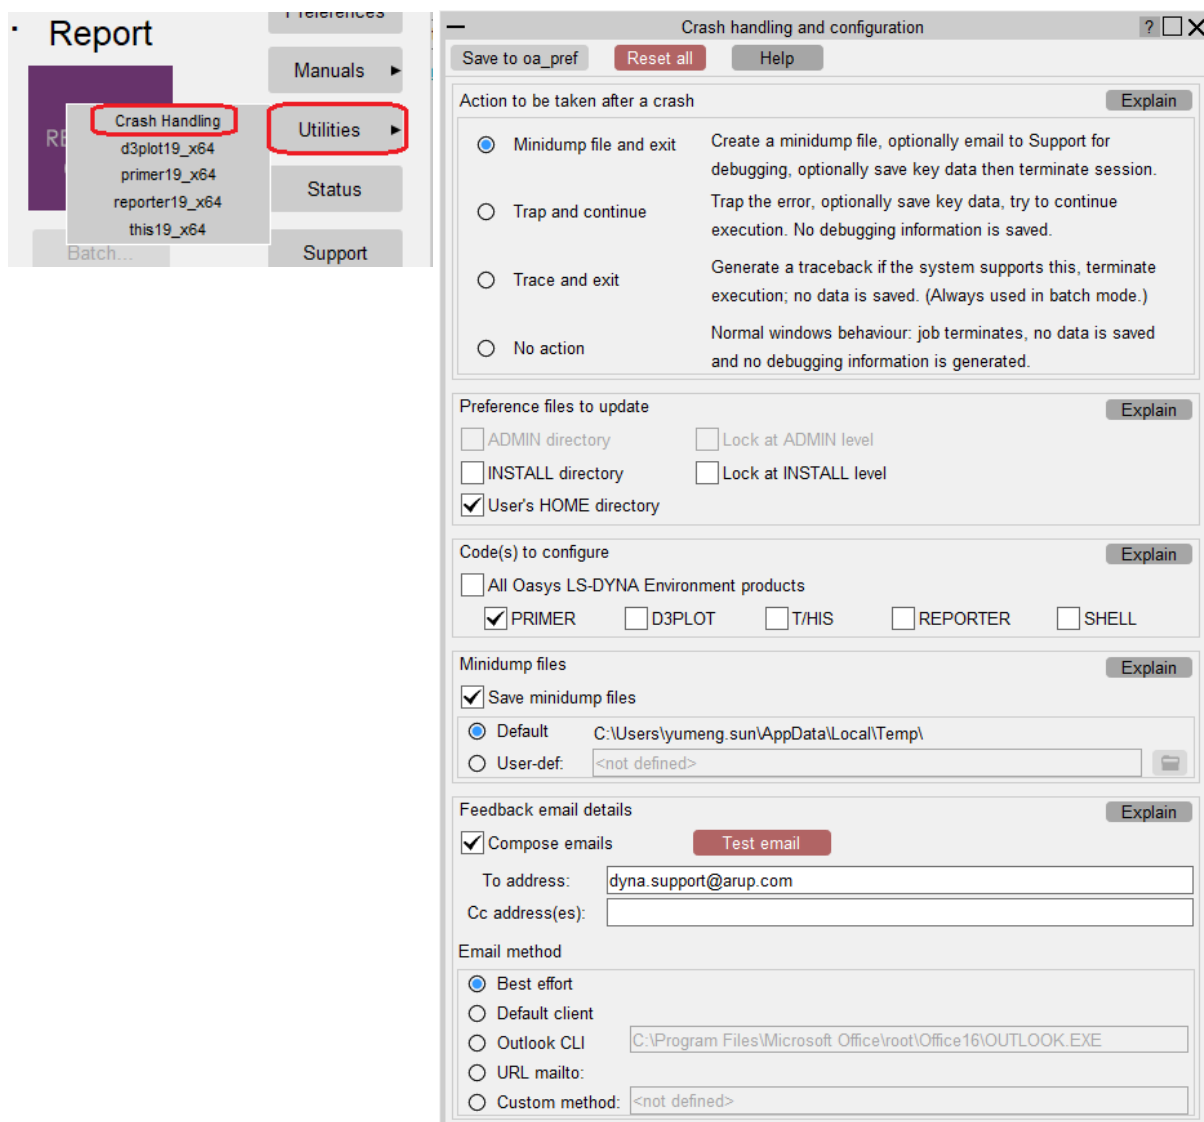 Report
Preferences
Manuals
Utilities
Status
Support
RE
Crash Handling
d3plot19_x64
primer19_x64
reporter19_x64
this19_x64
Batch...
Crash handling and configuration ?
Save to oa_pref Reset all Help
Action to be taken after a crash Explain
Minidump file and exit Create a minidump file, optionally email to Support for
debugging, optionally save key data then terminate session.
Trap and continue Trap the error, optionally save key data, try to continue
execution. No debugging information is saved.
Trace and exit Generate a traceback if the system supports this, terminate
execution; no data is saved. (Always used in batch mode.)
No action Normal windows behaviour: job terminates, no data is saved
and no debugging information is generated.
Preference files to update Explain
ADMIN directory Lock at ADMIN level
INSTALL directory Lock at INSTALL level
User's HOME directory
Code(s) to configure Explain
All Oasys LS-DYNA Environment products
PRIMER D3PLOT T/HIS REPORTER SHELL
Minidump files Explain
Save minidump files
Default C:\Users\yumeng.sun\AppData\Local\Temp\
User-def: <not defined>
Feedback email details Explain
Compose emails Test email
To address: dyna.support@arup.com
Cc address(es):
Email method
Best effort
Default client
Outlook CLI C:\Program Files\Microsoft Office\root\Office16\OUTLOOK.EXE
URL mailto:
Custom method: <not defined>